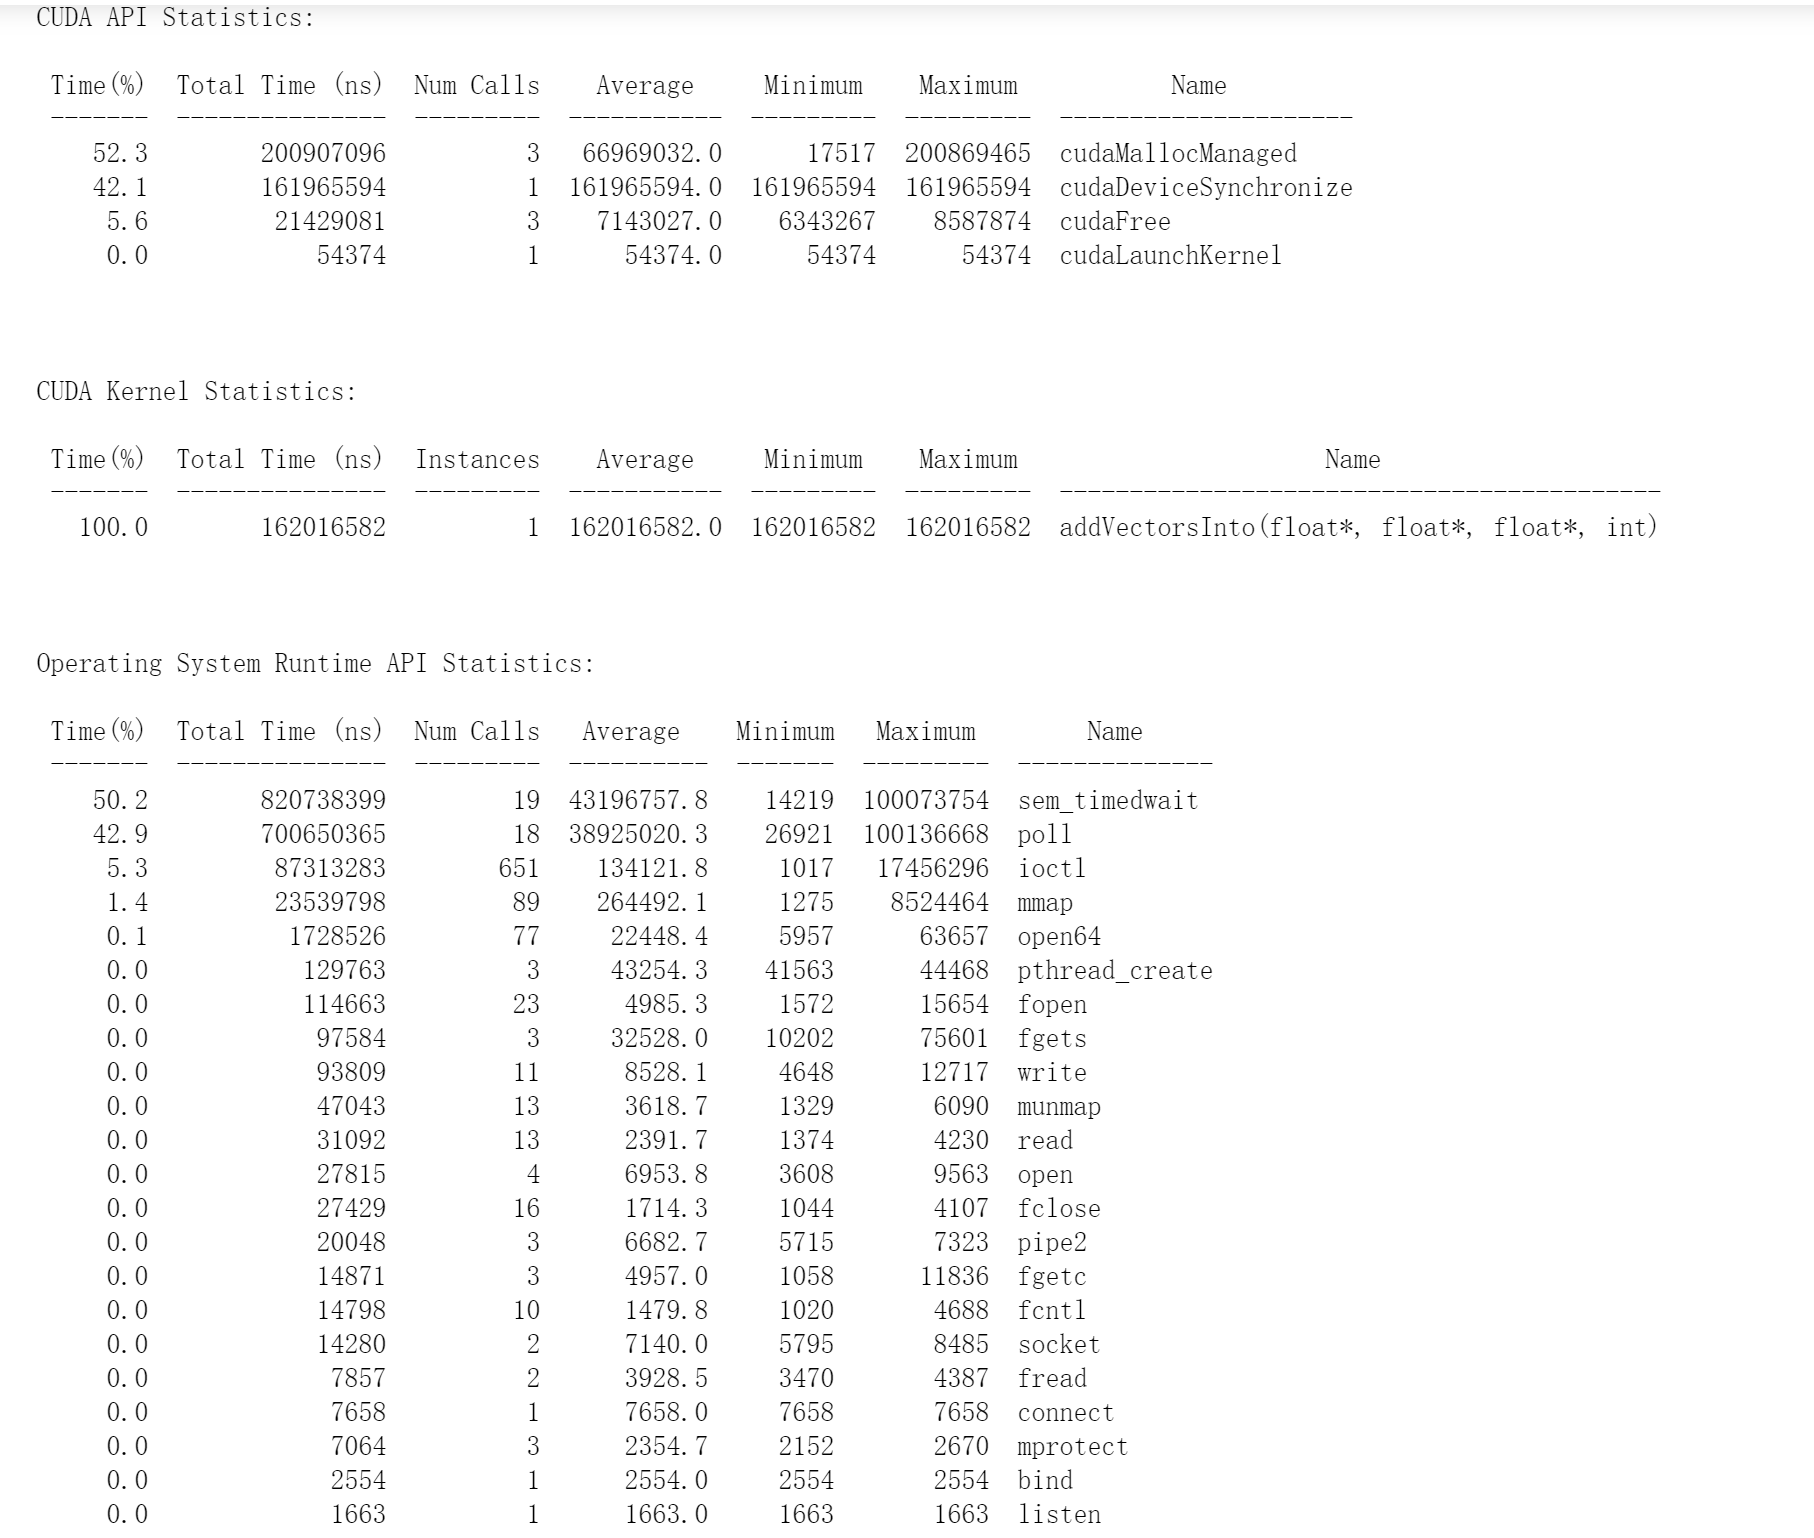 CUDA API Statistics:
Time(%) Total Time (ns) Num Calls Average Minimum Maximum Name
------- --------------- --------- ----------- --------- --------- ---------------------
52.3 200907096 3 66969032.0 17517 200869465 cudaMallocManaged
42.1 161965594 1 161965594.0 161965594 161965594 cudaDeviceSynchronize
5.6 21429081 3 7143027.0 6343267 8587874 cudaFree
0.0 54374 1 54374.0 54374 54374 cudaLaunchKernel
CUDA Kernel Statistics:
Time(%) Total Time (ns) Instances Average Minimum Maximum Name
------- --------------- --------- ----------- --------- --------- -------------------------------------------
100.0 162016582 1 162016582.0 162016582 162016582 addVectorsInto(float*, float*, float*, int)
Operating System Runtime API Statistics:
Time(%) Total Time (ns) Num Calls Average Minimum Maximum Name
------- --------------- --------- ---------- ------- --------- --------------
50.2 820738399 19 43196757.8 14219 100073754 sem_timedwait
42.9 700650365 18 38925020.3 26921 100136668 poll
5.3 87313283 651 134121.8 1017 17456296 ioctl
1.4 23539798 89 264492.1 1275 8524464 mmap
0.1 1728526 77 22448.4 5957 63657 open64
0.0 129763 3 43254.3 41563 44468 pthread_create
0.0 114663 23 4985.3 1572 15654 fopen
0.0 97584 3 32528.0 10202 75601 fgets
0.0 93809 11 8528.1 4648 12717 write
0.0 47043 13 3618.7 1329 6090 munmap
0.0 31092 13 2391.7 1374 4230 read
0.0 27815 4 6953.8 3608 9563 open
0.0 27429 16 1714.3 1044 4107 fclose
0.0 20048 3 6682.7 5715 7323 pipe2
0.0 14871 3 4957.0 1058 11836 fgetc
0.0 14798 10 1479.8 1020 4688 fcntl
0.0 14280 2 7140.0 5795 8485 socket
0.0 7857 2 3928.5 3470 4387 fread
0.0 7658 1 7658.0 7658 7658 connect
0.0 7064 3 2354.7 2152 2670 mprotect
0.0 2554 1 2554.0 2554 2554 bind
0.0 1663 1 1663.0 1663 1663 listen